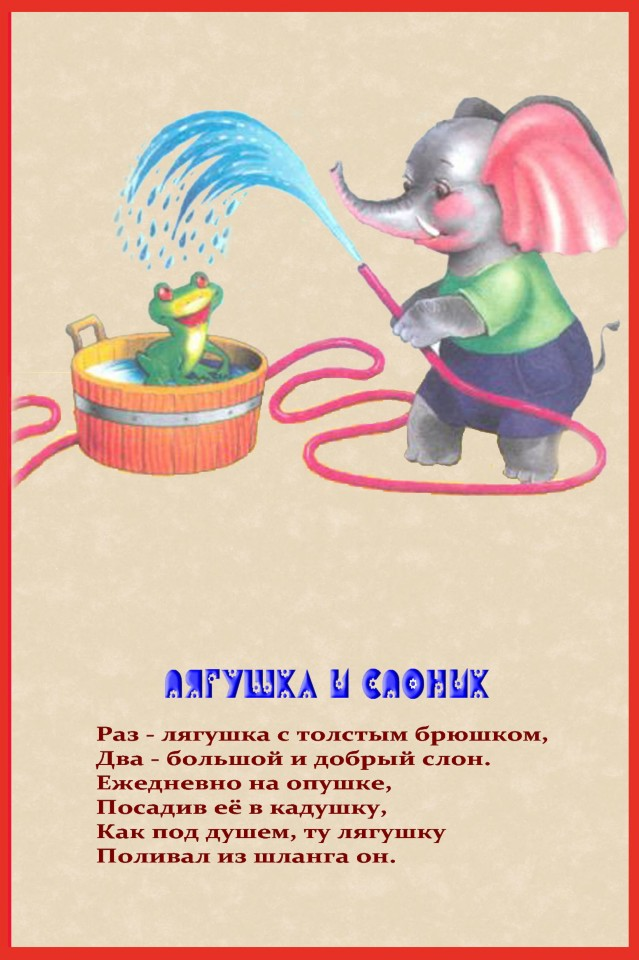 ЛЯГУШКА И СЛОНИК
Раз - лягушка с толстым брюшком,
Два - большой и добрый слон.
Ежедневно на опушке,
Посадив её в кадушку,
Как под душем, ту лягушку
Поливал из шланга он.